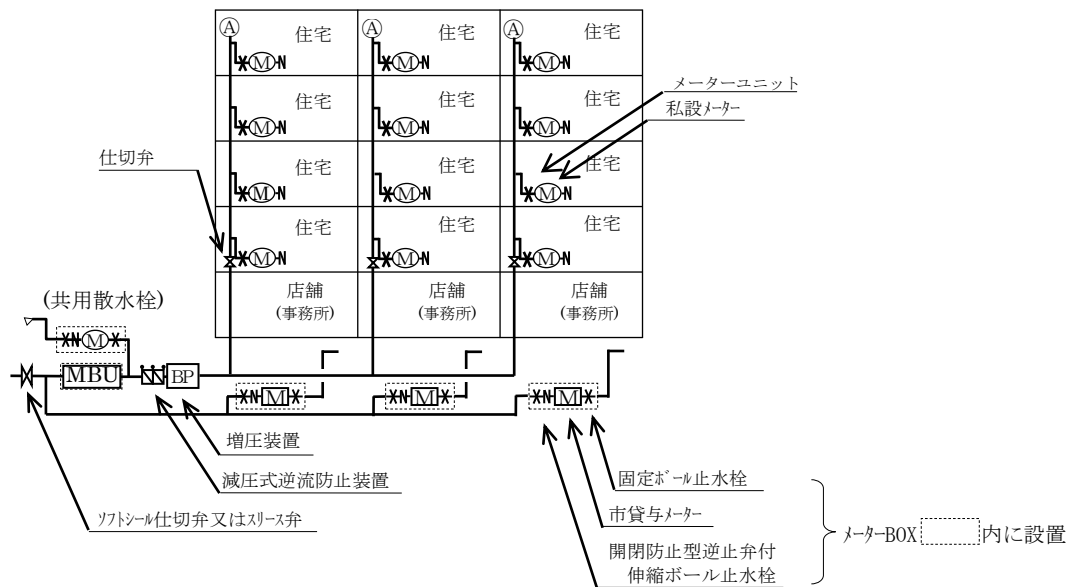 Ⓐ 住宅 Ⓐ 住宅 Ⓐ 住宅
M N M N M N
住宅 住宅 住宅
M N M N M N
メーターユニット
私設メーター
仕切弁
住宅 住宅 住宅
M N M N M N
住宅 住宅 住宅
M N M N M N
店舗 店舗 店舗
(事務所) (事務所) (事務所)
(共用散水栓)
N M
MBU BP
N M N M N M
増圧装置
減圧式逆流防止装置
ソフトシール仕切弁又はスリース弁
固定ボール止水栓
市貸与メーター
開閉防止型逆止弁付
伸縮ボール止水栓
メーターBOX 内に設置